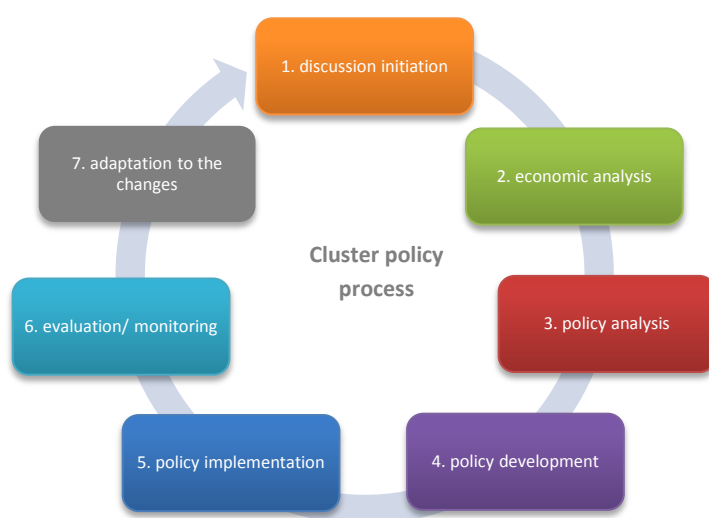 1. discussion initiation
2. economic analysis
3. policy analysis
4. policy development
5. policy implementation
6. evaluation/ monitoring
7. adaptation to the
changes
Cluster policy
process